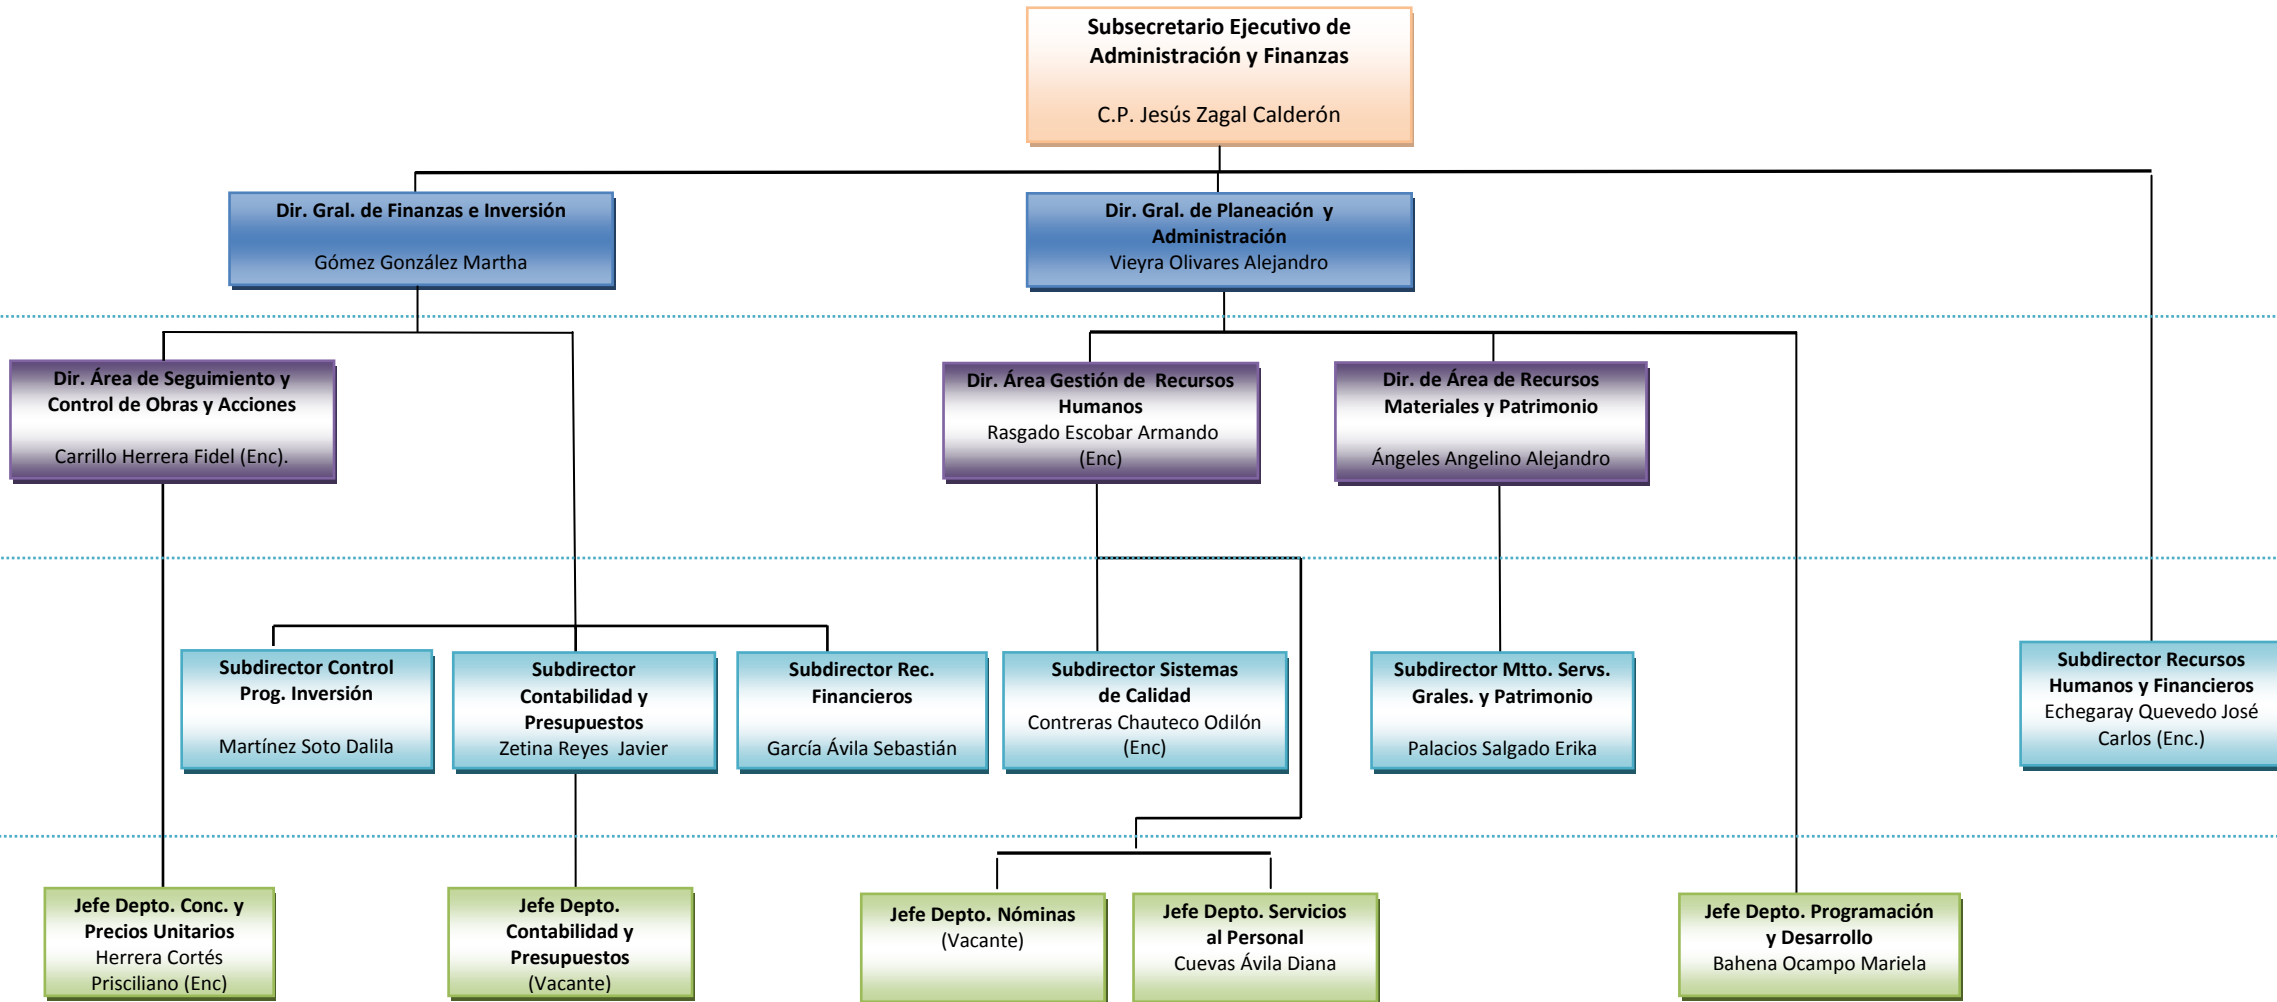 Subsecretario Ejecutivo de
Administración y Finanzas
C.P. Jesús Zagal Calderón
Dir. Gral. de Finanzas e Inversión
Gómez González Martha
Dir. Gral. de Planeación y
Administración
Vieyra Olivares Alejandro
Dir. Área de Seguimiento y
Control de Obras y Acciones
Carrillo Herrera Fidel (Enc).
Dir. Área Gestión de Recursos
Humanos
Rasgado Escobar Armando
(Enc)
Dir. de Área de Recursos
Materiales y Patrimonio
Ángeles Angelino Alejandro
Subdirector Control
Prog. Inversión
Martínez Soto Dalila
Subdirector
Contabilidad y
Presupuestos
Zetina Reyes Javier
Subdirector Rec.
Financieros
García Ávila Sebastián
Subdirector Sistemas
de Calidad
Contreras Chauteco Odilón
(Enc)
Subdirector Mtto. Servs.
Grales. y Patrimonio
Palacios Salgado Erika
Subdirector Recursos
Humanos y Financieros
Echegaray Quevedo José
Carlos (Enc.)
Jefe Depto. Conc. y
Precios Unitarios
Herrera Cortés
Prisciliano (Enc)
Jefe Depto.
Contabilidad y
Presupuestos
(Vacante)
Jefe Depto. Nóminas
(Vacante)
Jefe Depto. Servicios
al Personal
Cuevas Ávila Diana
Jefe Depto. Programación
y Desarrollo
Bahena Ocampo Mariela